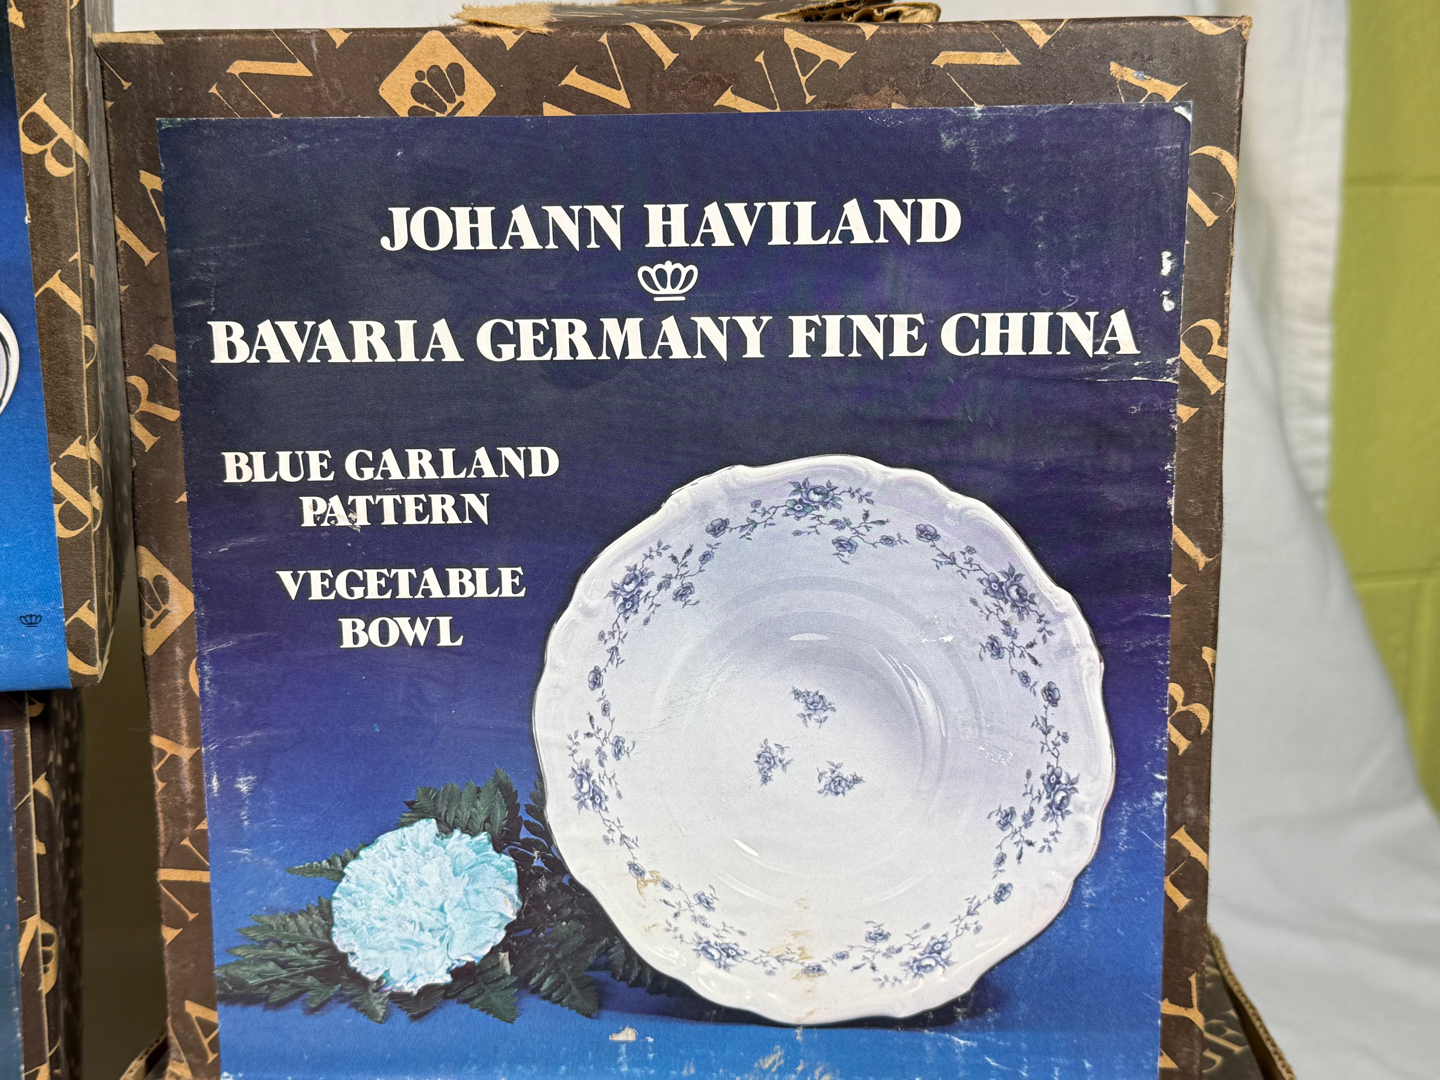 JOHANN HAVILAND
BAVARIA GERMANY FINE CHINA
BLUE GARLAND
PATTERN
VEGETABLE
BOWL